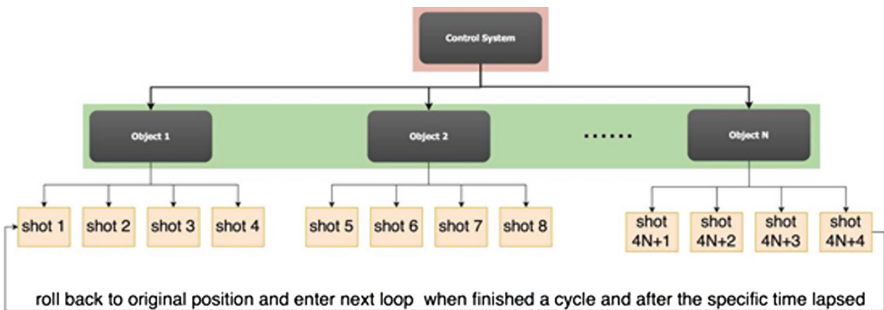 Control System
Object 1
Object 2
......
Object N
shot 1
shot 2
shot 3
shot 4
shot 5
shot 6
shot 7
shot 8
shot
4N+1
shot
4N+2
shot
4N+3
shot
4N+4
roll back to original position and enter next loop when finished a cycle and after the specific time lapsed